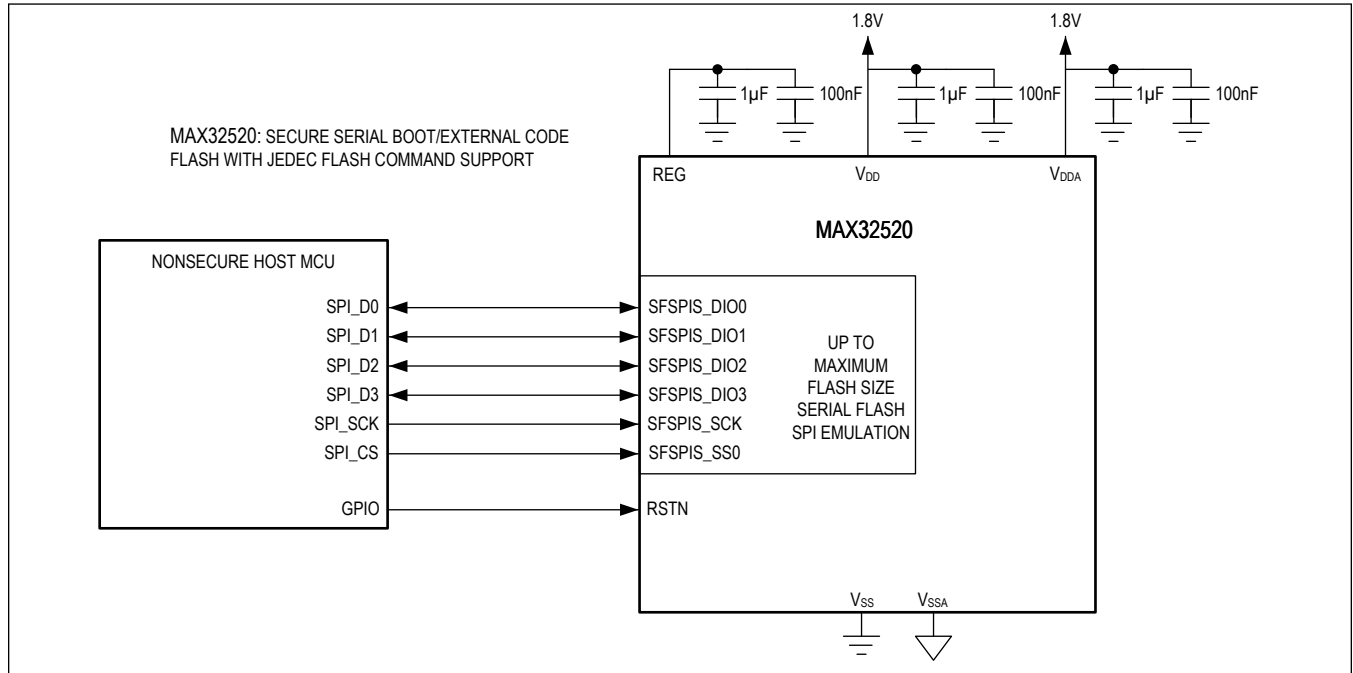 1.8V
1.8V
1µF
100nF
1µF
100nF
1µF
100nF
MAX32520: SECURE SERIAL BOOT/EXTERNAL CODE
FLASH WITH JEDEC FLASH COMMAND SUPPORT
REG
VDD
VDDA
MAX32520
NONSECURE HOST MCU
SPI_D0
SPI_D1
SPI_D2
SPI_D3
SPI_SCK
SPI_CS
GPIO
SFSPIS_DIO0
SFSPIS_DIO1
SFSPIS_DIO2
SFSPIS_DIO3
SFSPIS_SCK
SFSPIS_SS0
RSTN
UP TO
MAXIMUM
FLASH SIZE
SERIAL FLASH
SPI EMULATION
VSS
VSSA